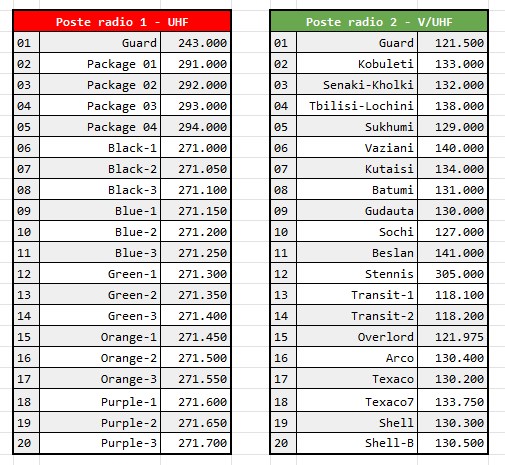 Poste radio 1 - UHF
01 Guard 243.000
02 Package 01 291.000
03 Package 02 292.000
04 Package 03 293.000
05 Package 04 294.000
06 Black-1 271.000
07 Black-2 271.050
08 Black-3 271.100
09 Blue-1 271.150
10 Blue-2 271.200
11 Blue-3 271.250
12 Green-1 271.300
13 Green-2 271.350
14 Green-3 271.400
15 Orange-1 271.450
16 Orange-2 271.500
17 Orange-3 271.550
18 Purple-1 271.600
19 Purple-2 271.650
20 Purple-3 271.700
Poste radio 2 - V/UHF
01 Guard 121.500
02 Kobuleti 133.000
03 Senaki-Kholki 132.000
04 Tbilisi-Lochini 138.000
05 Sukhumi 129.000
06 Vaziani 140.000
07 Kutaisi 134.000
08 Batumi 131.000
09 Gudauta 130.000
10 Sochi 127.000
11 Beslan 141.000
12 Stennis 305.000
13 Transit-1 118.100
14 Transit-2 118.200
15 Overlord 121.975
16 Arco 130.400
17 Texaco 130.200
18 Texaco7 133.750
19 Shell 130.300
20 Shell-B 130.500